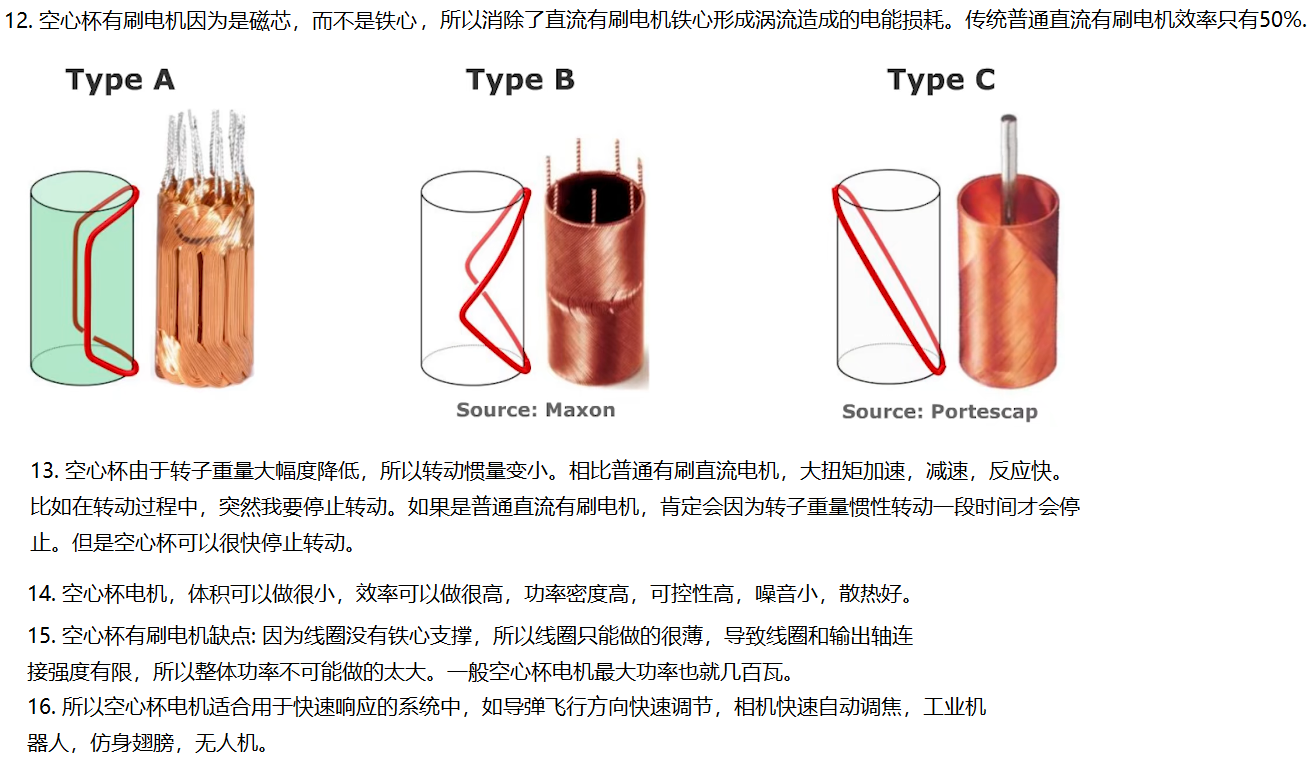 12. 空心杯有刷电机因为是磁芯，而不是铁心，所以消除了直流有刷电机铁心形成涡流造成的电能损耗。传统普通直流有刷电机效率只有50%.
Type A
Type B
Type C
Source: Maxon
Source: Portescap
13. 空心杯由于转子重量大幅度降低，所以转动惯量变小。相比普通有刷直流电机，大扭矩加速，减速，反应快。
比如在转动过程中，突然我要停止转动。如果是普通直流有刷电机，肯定会因为转子重量惯性转动一段时间才会停
止。但是空心杯可以很快停止转动。
14. 空心杯电机，体积可以做很小，效率可以做很高，功率密度高，可控性高，噪音小，散热好。
15. 空心杯有刷电机缺点: 因为线圈没有铁心支撑，所以线圈只能做的很薄，导致线圈和输出轴连
接强度有限，所以整体功率不可能做的太大。一般空心杯电机最大功率也就几百瓦。
16. 所以空心杯电机适合用于快速响应的系统中，如导弹飞行方向快速调节，相机快速自动调焦，工业机
器人，仿身翅膀，无人机。